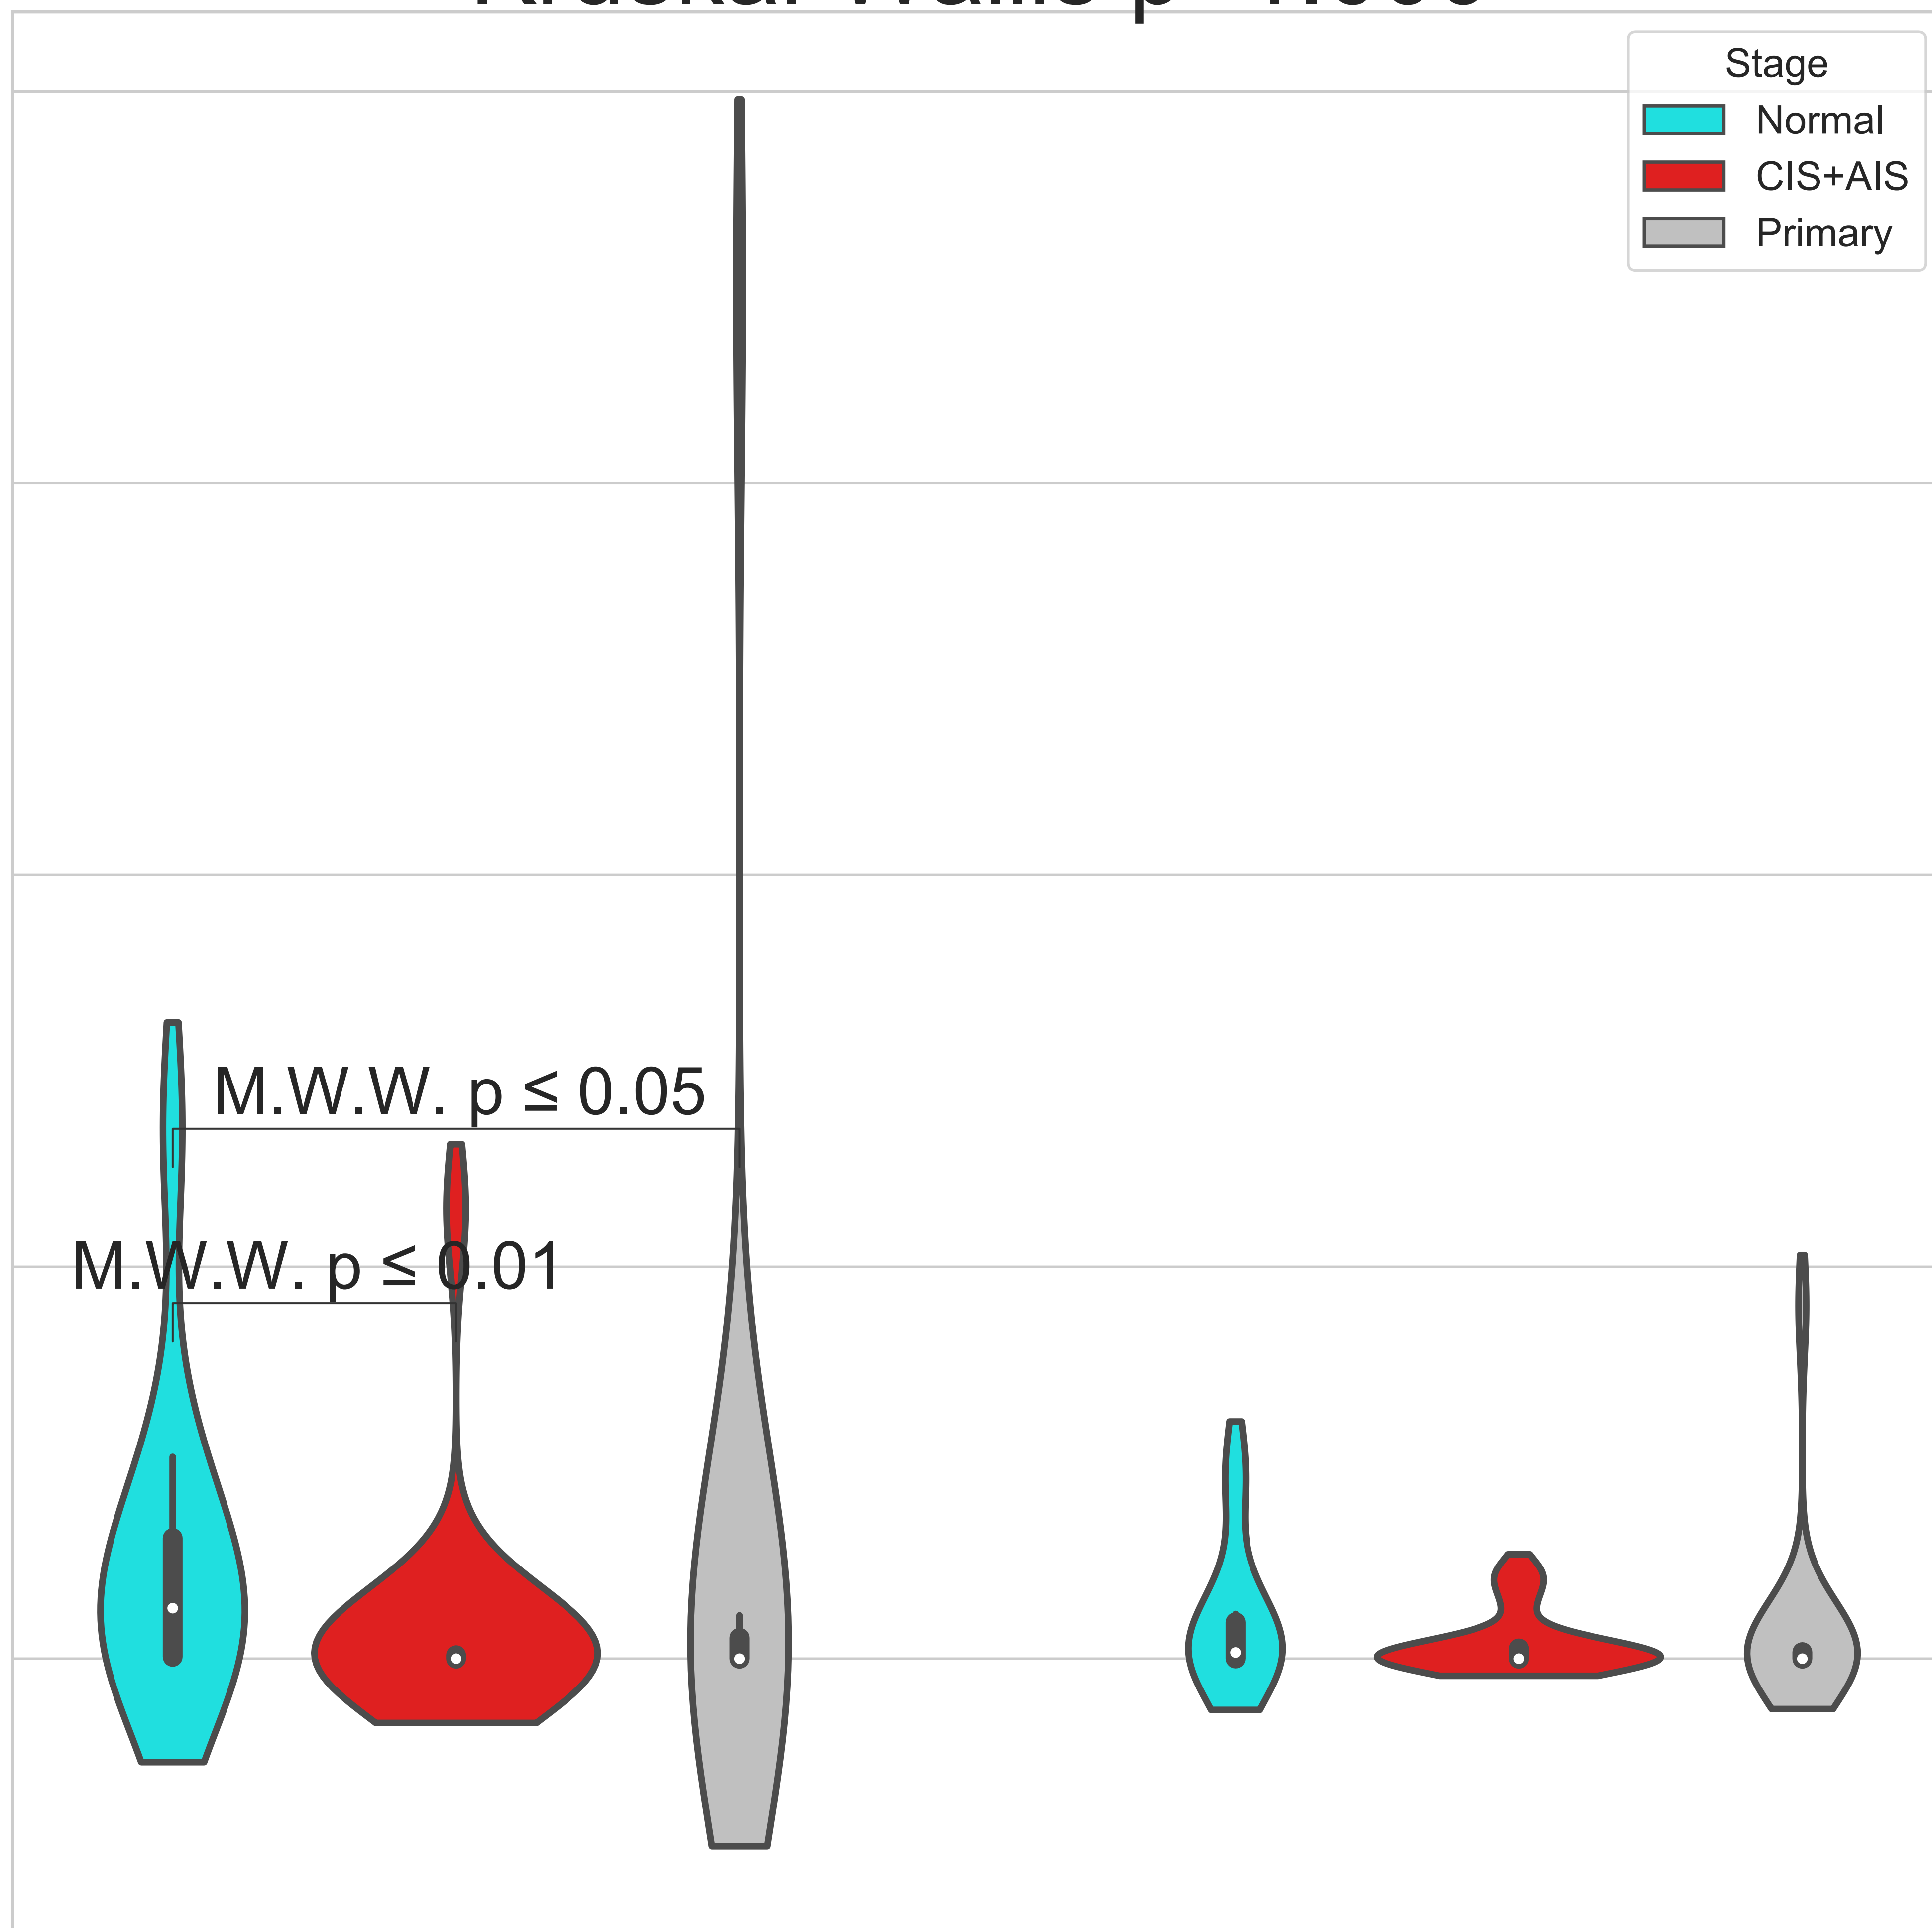 Stage
Normal
CIS+AIS
Primary
M.W.W. p ≤ 0.05
M.W.W. p ≤ 0.01